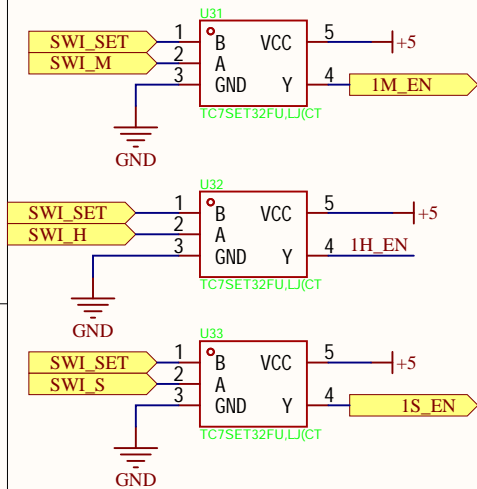 U31
SWI_SET 1 B VCC 5 +5
SWI_M 2 A
3 GND Y 4 1M_EN
TC7SET32FU,LJ(CT
GND
U32
SWI_SET 1 B VCC 5 +5
SWI_H 2 A
3 GND Y 4 1H_EN
TC7SET32FU,LJ(CT
GND
U33
SWI_SET 1 B VCC 5 +5
SWI_S 2 A
3 GND Y 4 1S_EN
TC7SET32FU,LJ(CT
GND